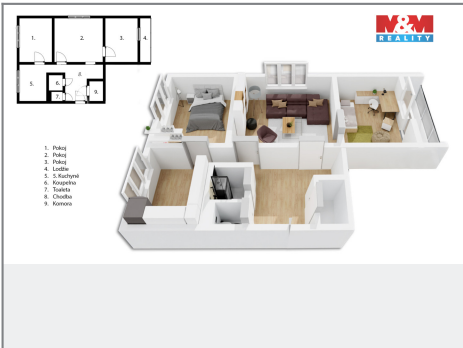 M&M
REALITY
1.
2.
3.
4.
5.
6.
7.
8.
9.
1. Pokoj
2. Pokoj
3. Pokoj
4. Lodžie
5. S. Kuchyně
6. Koupelna
7. Toaleta
8. Chodba
9. Komora